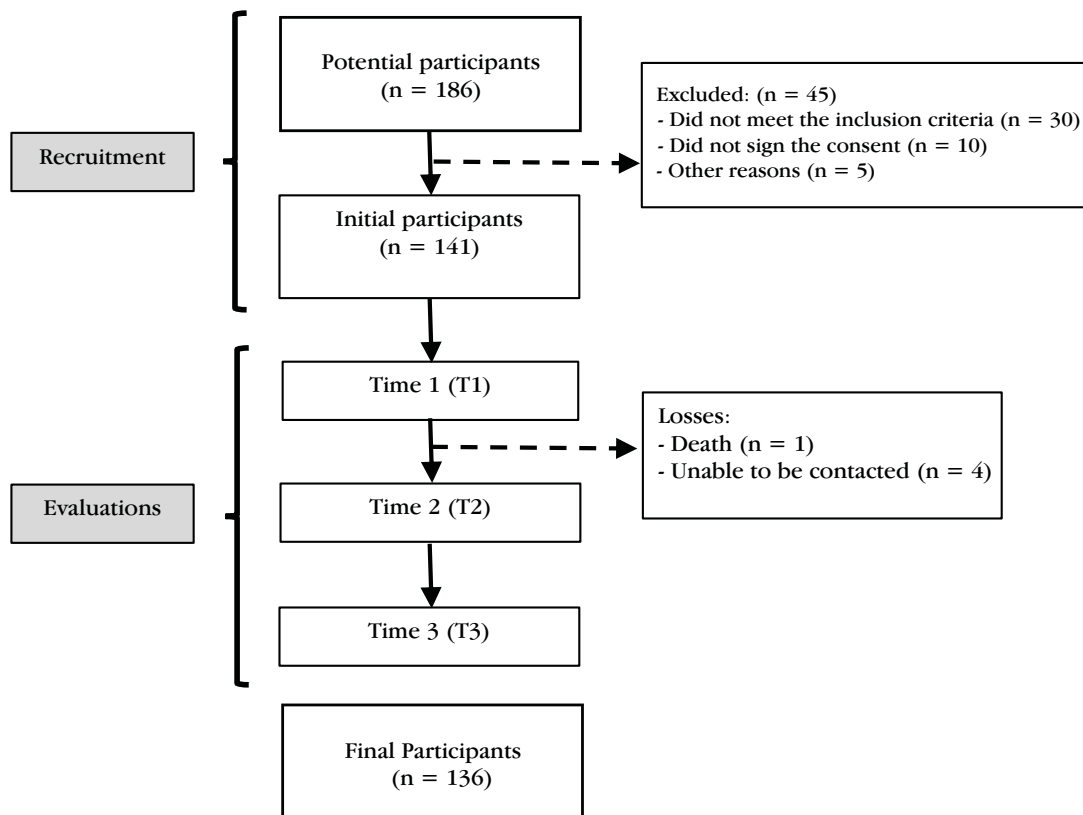 Potential participants
(n = 186)
Excluded: (n = 45)
- Did not meet the inclusion criteria (n = 30)
- Did not sign the consent (n = 10)
- Other reasons (n = 5)
Recruitment
Initial participants
(n = 141)
Time 1 (T1)
Losses:
- Death (n = 1)
- Unable to be contacted (n = 4)
Evaluations
Time 2 (T2)
Time 3 (T3)
Final Participants
(n = 136)